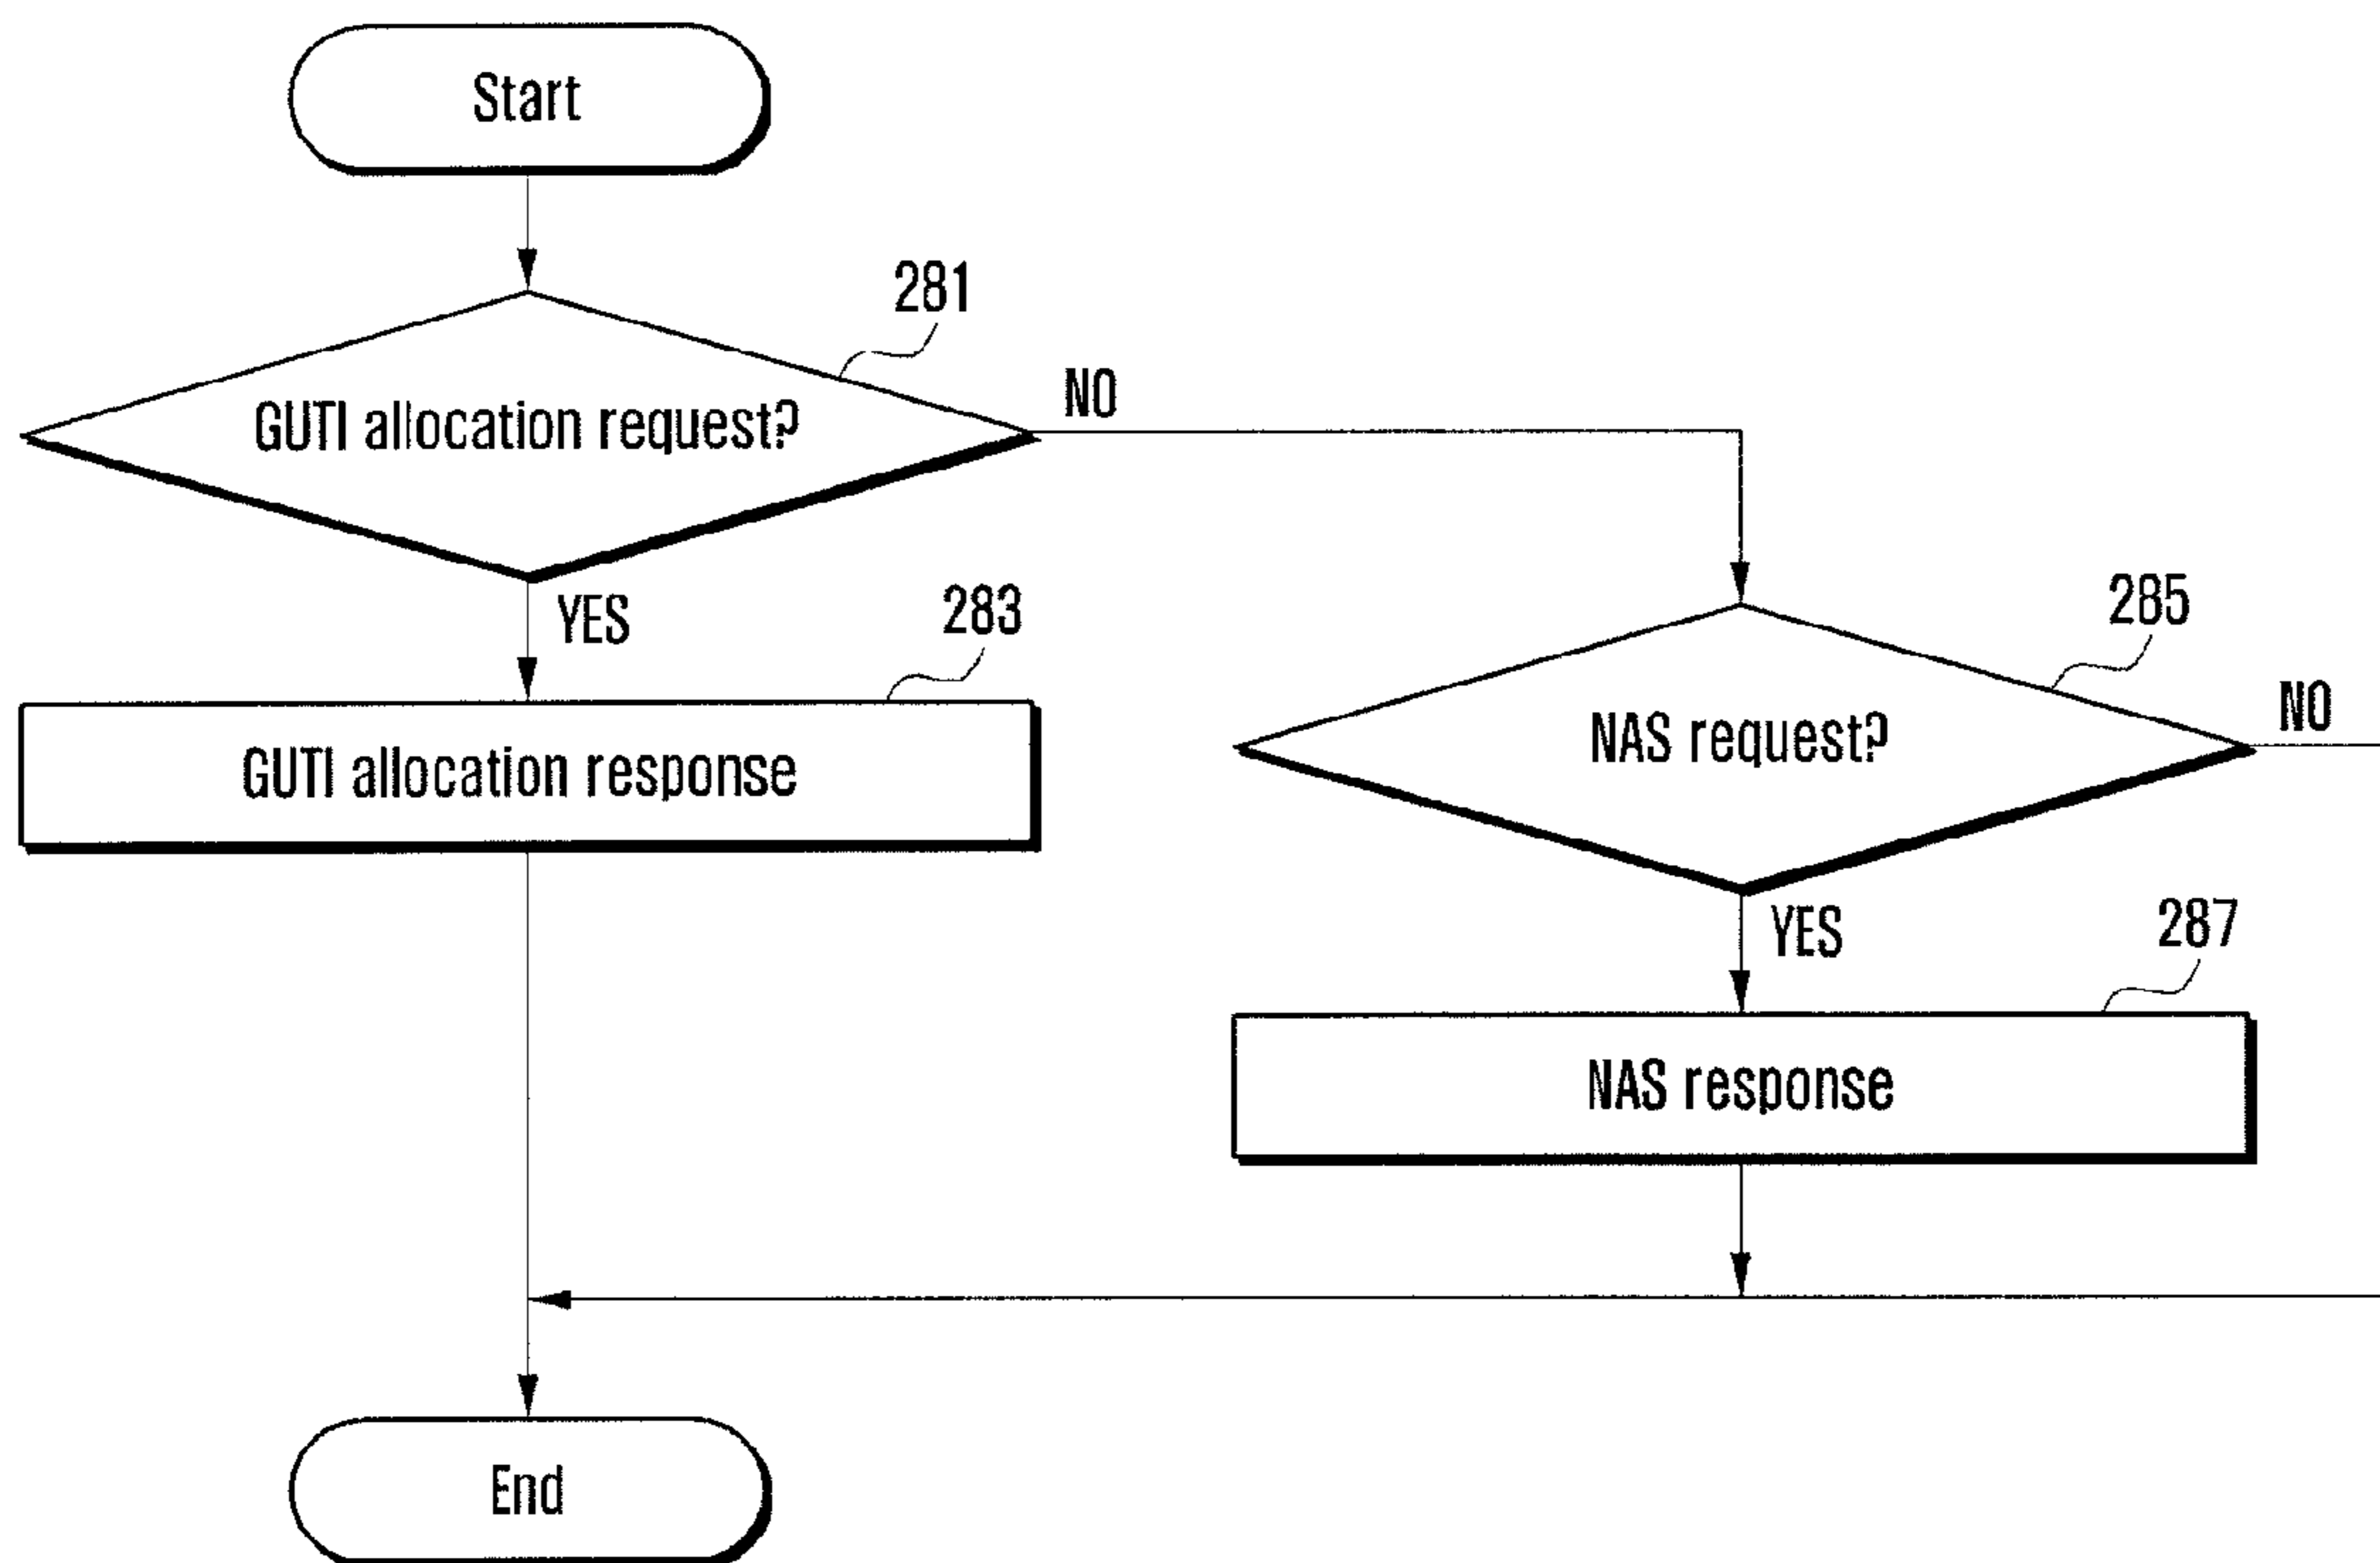 Start
281
GUTI allocation request?
NO
YES
283
GUTI allocation response
285
NAS request?
NO
YES
287
NAS response
End